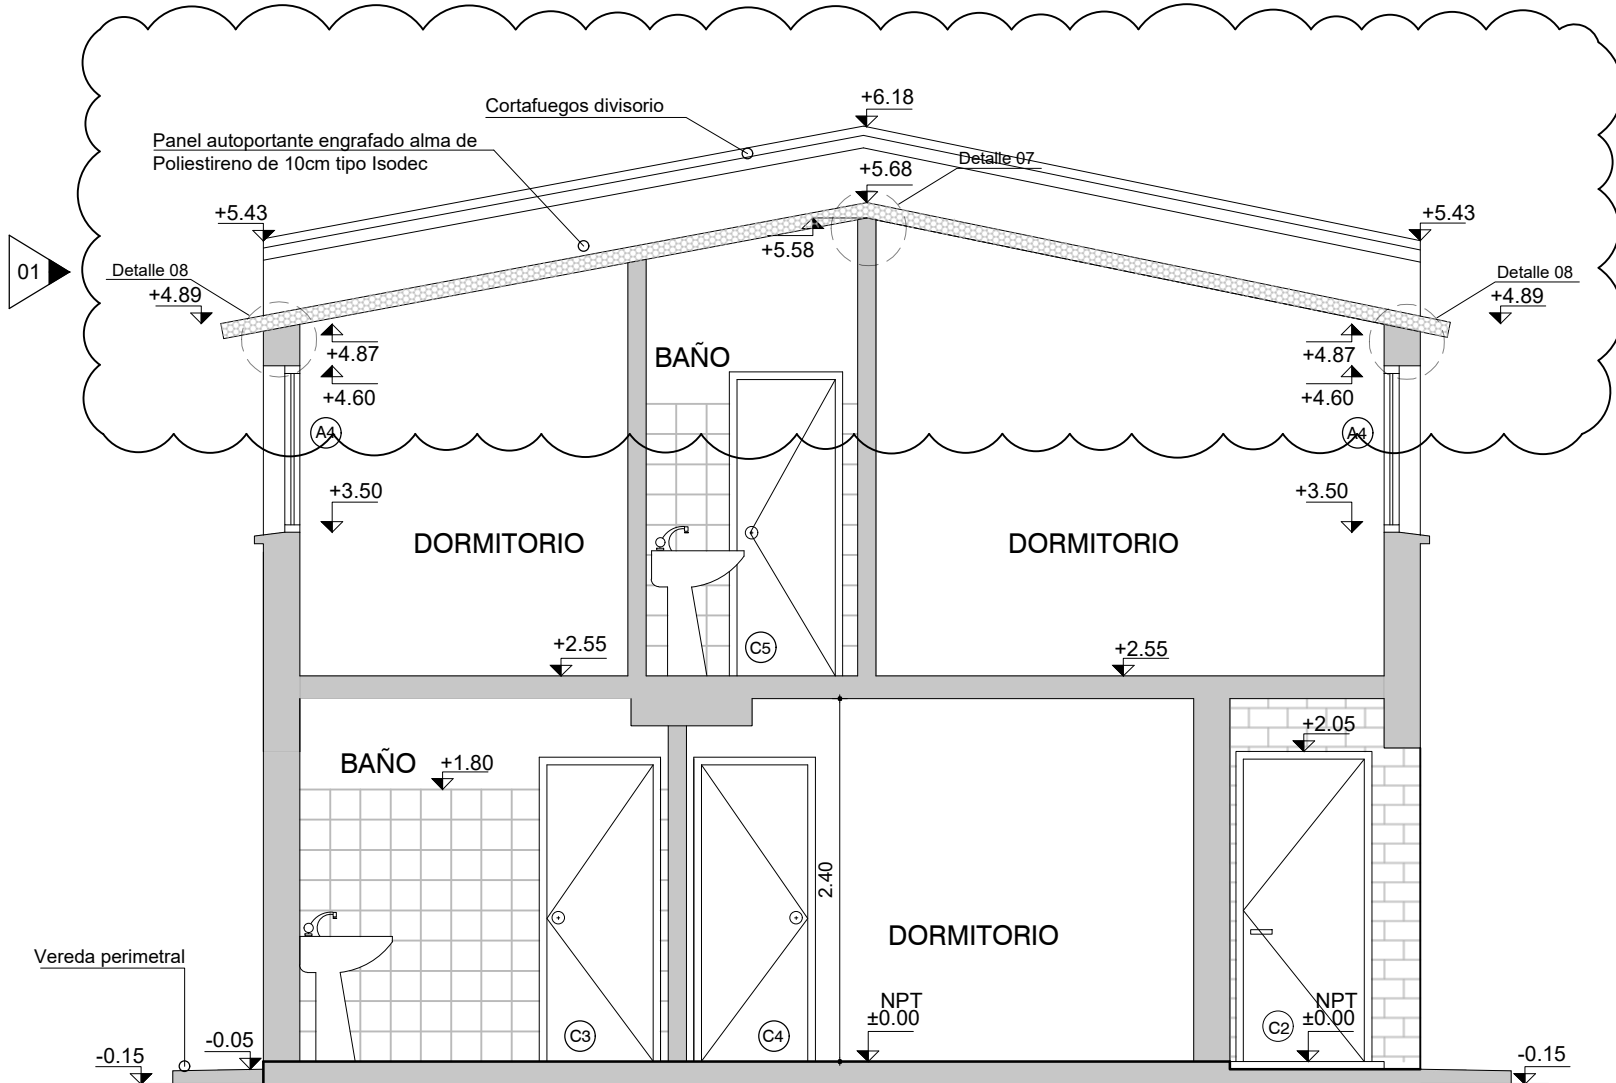 +6.18
Cortafuegos divisorio
Panel autoportante engrafado alma de
Poliestireno de 10cm tipo Isodec
Detalle 07
+5.68
+5.43
+5.43
+5.58
01
Detalle 08
Detalle 08
+4.89
+4.89
+4.87
BAÑO
+4.87
+4.60
+4.60
A4
A4
+3.50
+3.50
DORMITORIO
DORMITORIO
+2.55
C5
+2.55
+2.05
BAÑO
+1.80
2.40
DORMITORIO
Vereda perimetral
NPT
±0.00
NPT
±0.00
C3
C4
C2
-0.05
-0.15
-0.15